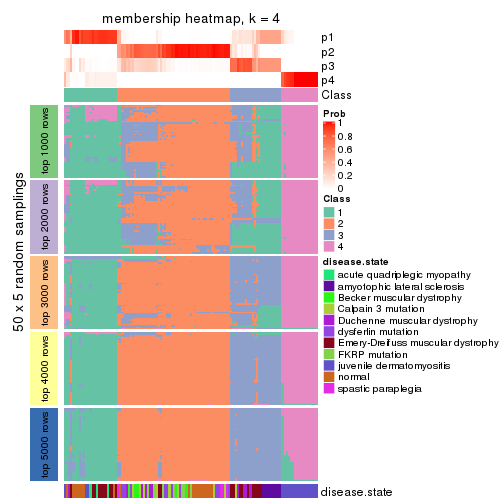 membership heatmap, k = 4
p1
p2
p3
p4
Class
50 x 5 random samplings
top 1000 rows
top 2000 rows
top 3000 rows
top 4000 rows
top 5000 rows
Prob
1
0.8
0.6
0.4
0.2
0
Class
1
2
3
4
disease.state
acute quadriplegic myopathy
amyotophic lateral sclerosis
Becker muscular dystrophy
Calpain 3 mutation
Duchenne muscular dystrophy
dysferlin mutation
Emery-Dreifuss muscular dystrophy
FKRP mutation
juvenile dermatomyositis
normal
spastic paraplegia
disease.state